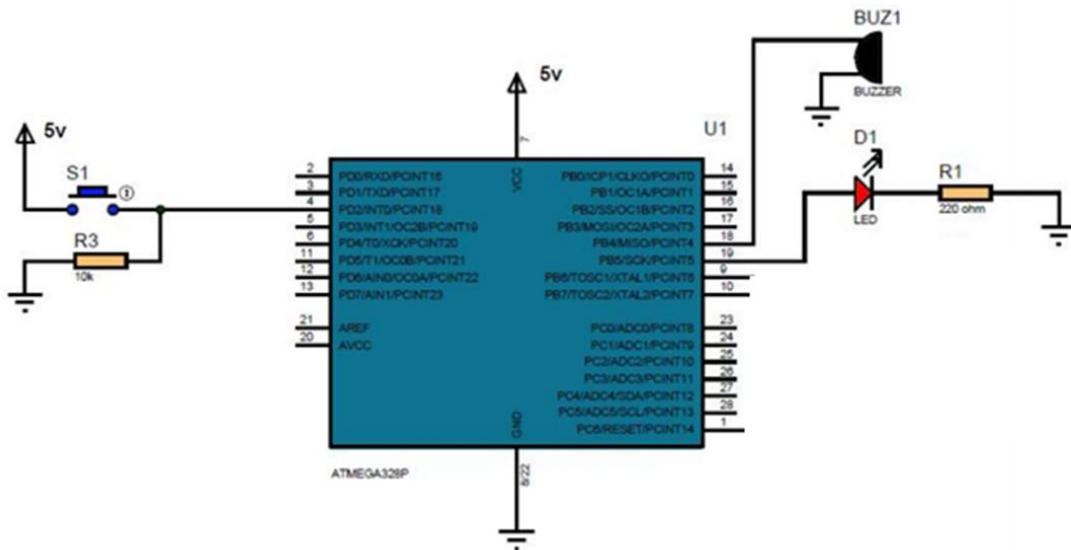 BUZ1
BUZZER
5v
7
VCC
U1
D1
LED
R1
220 ohm
5v
S1
R3
10k
2 PD0/RXD/PCINT16
3 PD1/TXD/PCINT17
4 PD2/INT0/PCINT18
5 PD3/INT1/OC2B/PCINT19
6 PD4/T0/XCK/PCINT20
11 PD5/T1/OC0B/PCINT21
12 PD6/AIN0/OC0A/PCINT22
13 PD7/AIN1/PCINT23
21 AREF
20 AVCC
PB0/ICP1/CLKO/PCINT0 14
PB1/OC1A/PCINT1 15
PB2/SS/OC1B/PCINT2 16
PB3/MOSI/OC2A/PCINT3 17
PB4/MISO/PCINT4 18
PB5/SCK/PCINT5 19
PB6/TOSC1/XTAL1/PCINT6 9
PB7/TOSC2/XTAL2/PCINT7 10
PC0/ADC0/PCINT8 23
PC1/ADC1/PCINT9 24
PC2/ADC2/PCINT10 25
PC3/ADC3/PCINT11 26
PC4/ADC4/SDA/PCINT12 27
PC5/ADC5/SCL/PCINT13 28
PC6/RESET/PCINT14 1
GND
8/22
ATMEGA328P